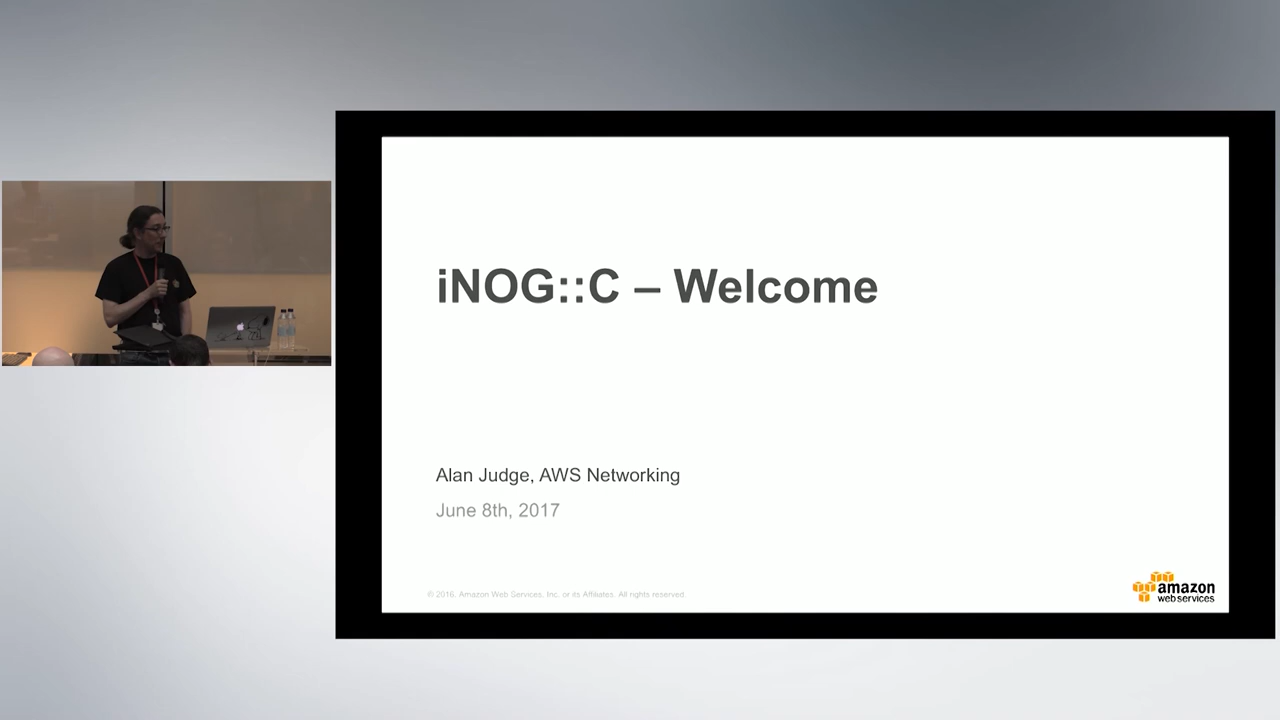 iNOG::C – Welcome
Alan Judge, AWS Networking
June 8th, 2017
© 2016, Amazon Web Services, Inc. or its Affiliates. All rights reserved.
amazon
web services